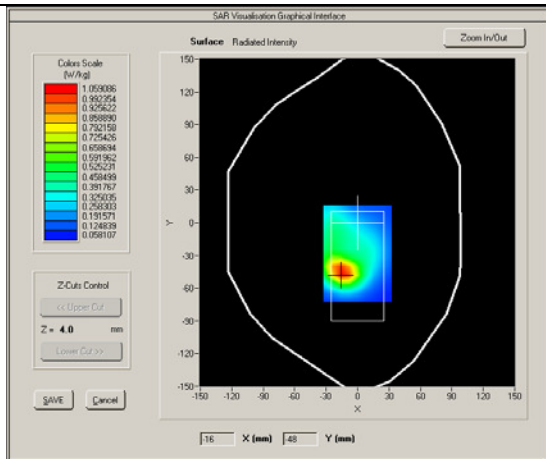 SAR Visualisation Graphical Interface
Surface Radiated Intensity
Zoom In/Out
Colors Scale
(W/kg)
1.059086
0.992354
0.925622
0.858890
0.792158
0.725426
0.658694
0.591962
0.525231
0.458499
0.391767
0.325035
0.258303
0.191571
0.124839
0.058107
Z-Cuts Control
<< Upper Cut
Z = 4.0 mm
Lower Cut >>
SAVE Cancel
150
120
90
60
30
0
-30
-60
-90
-120
-150
Y
-150 -120 -90 -60 -30 0 30 60 90 120 150
X
-16 X (mm) -48 Y (mm)